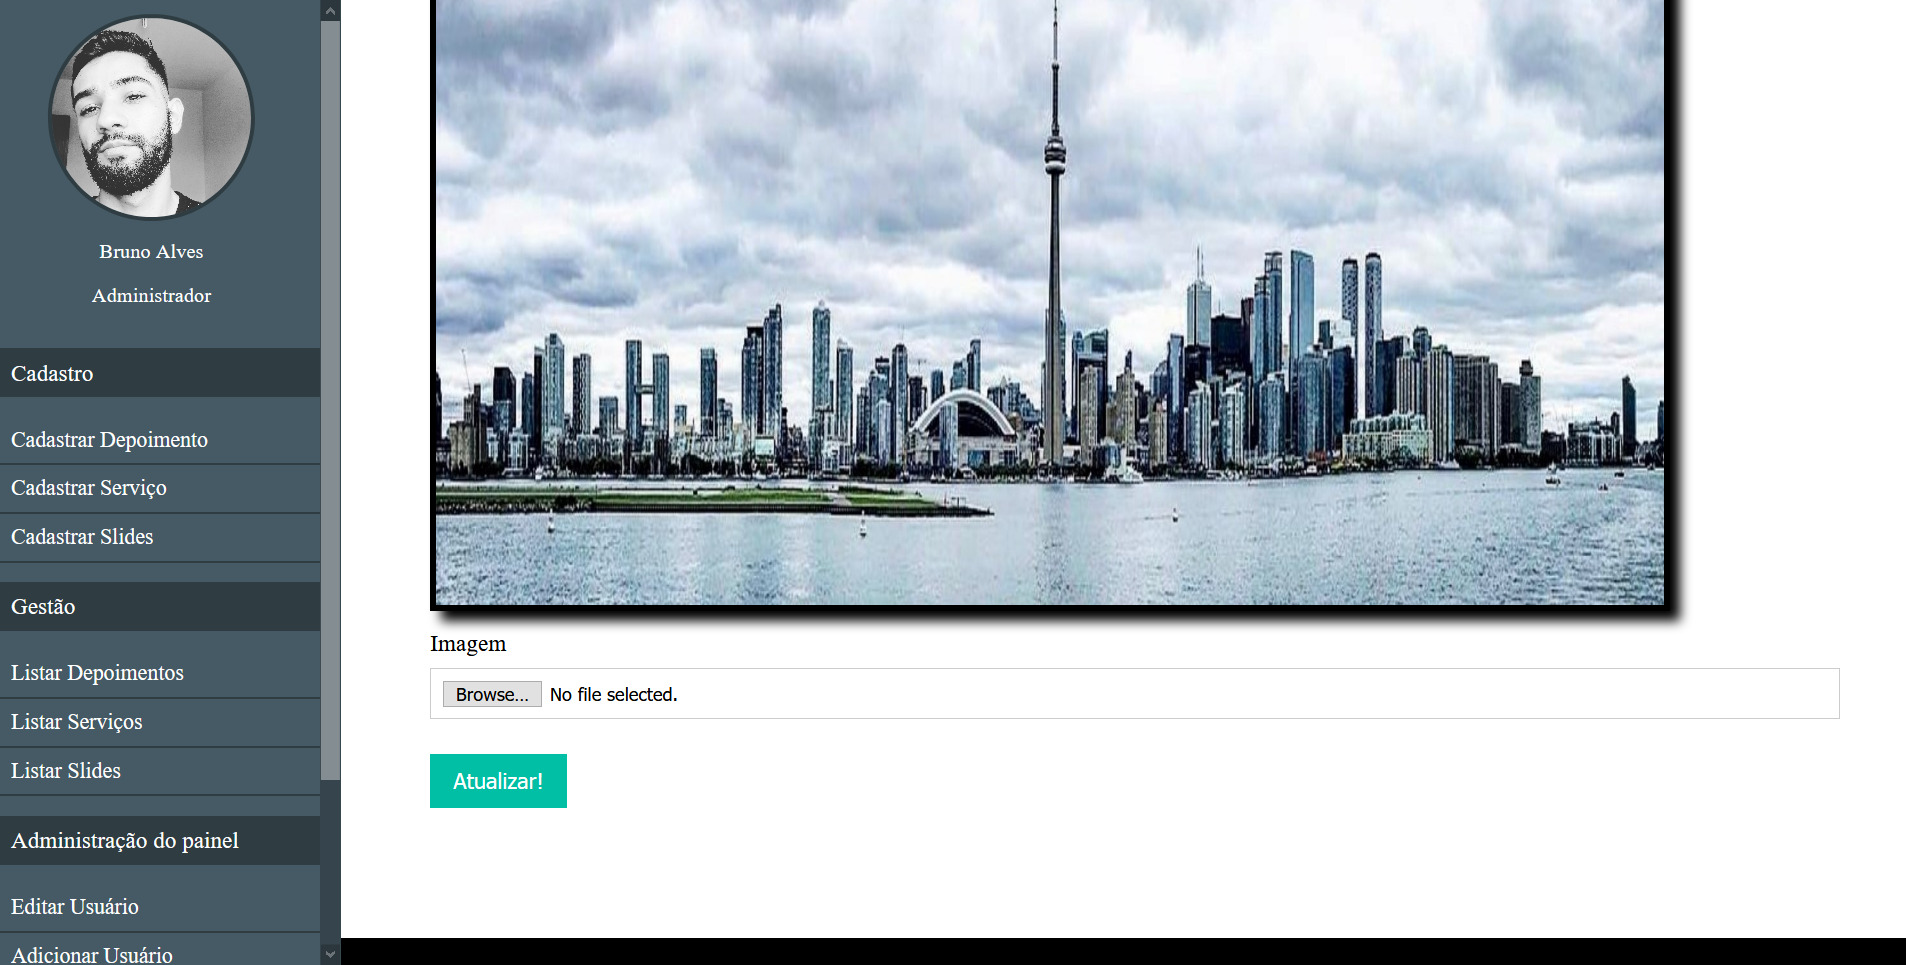 Bruno Alves
Administrador
Cadastro
Cadastrar Depoimento
Cadastrar Serviço
Cadastrar Slides
Gestão
Listar Depoimentos
Listar Serviços
Listar Slides
Administração do painel
Editar Usuário
Adicionar Usuário
Imagem
Browse... No file selected.
Atualizar!